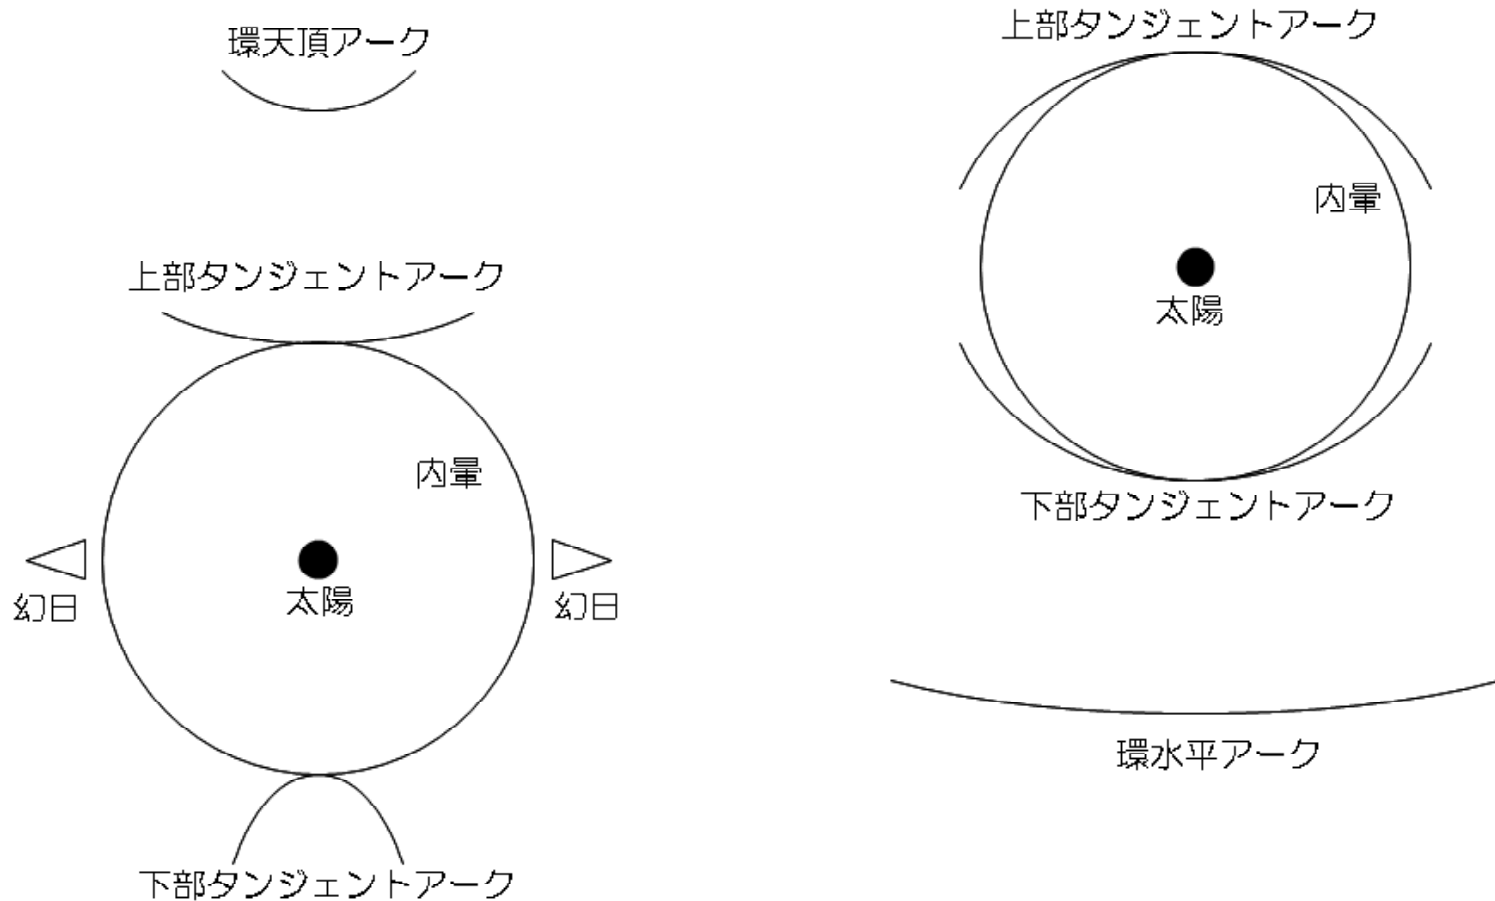 環天頂アーク
上部タンジェントアーク
内暈
太陽
幻日
幻日
下部タンジェントアーク
上部タンジェントアーク
内暈
太陽
下部タンジェントアーク
環水平アーク